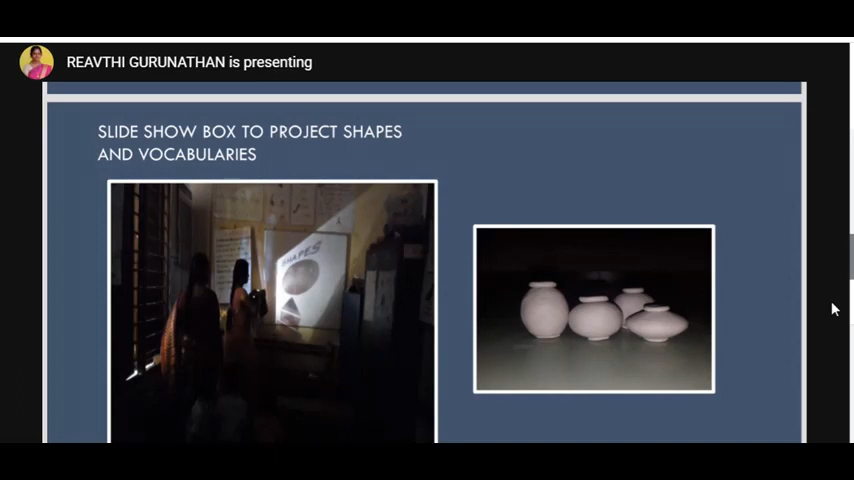 REAVTHI GURUNATHAN is presenting
SLIDE SHOW BOX TO PROJECT SHAPES
AND VOCABULARIES
SHAPES